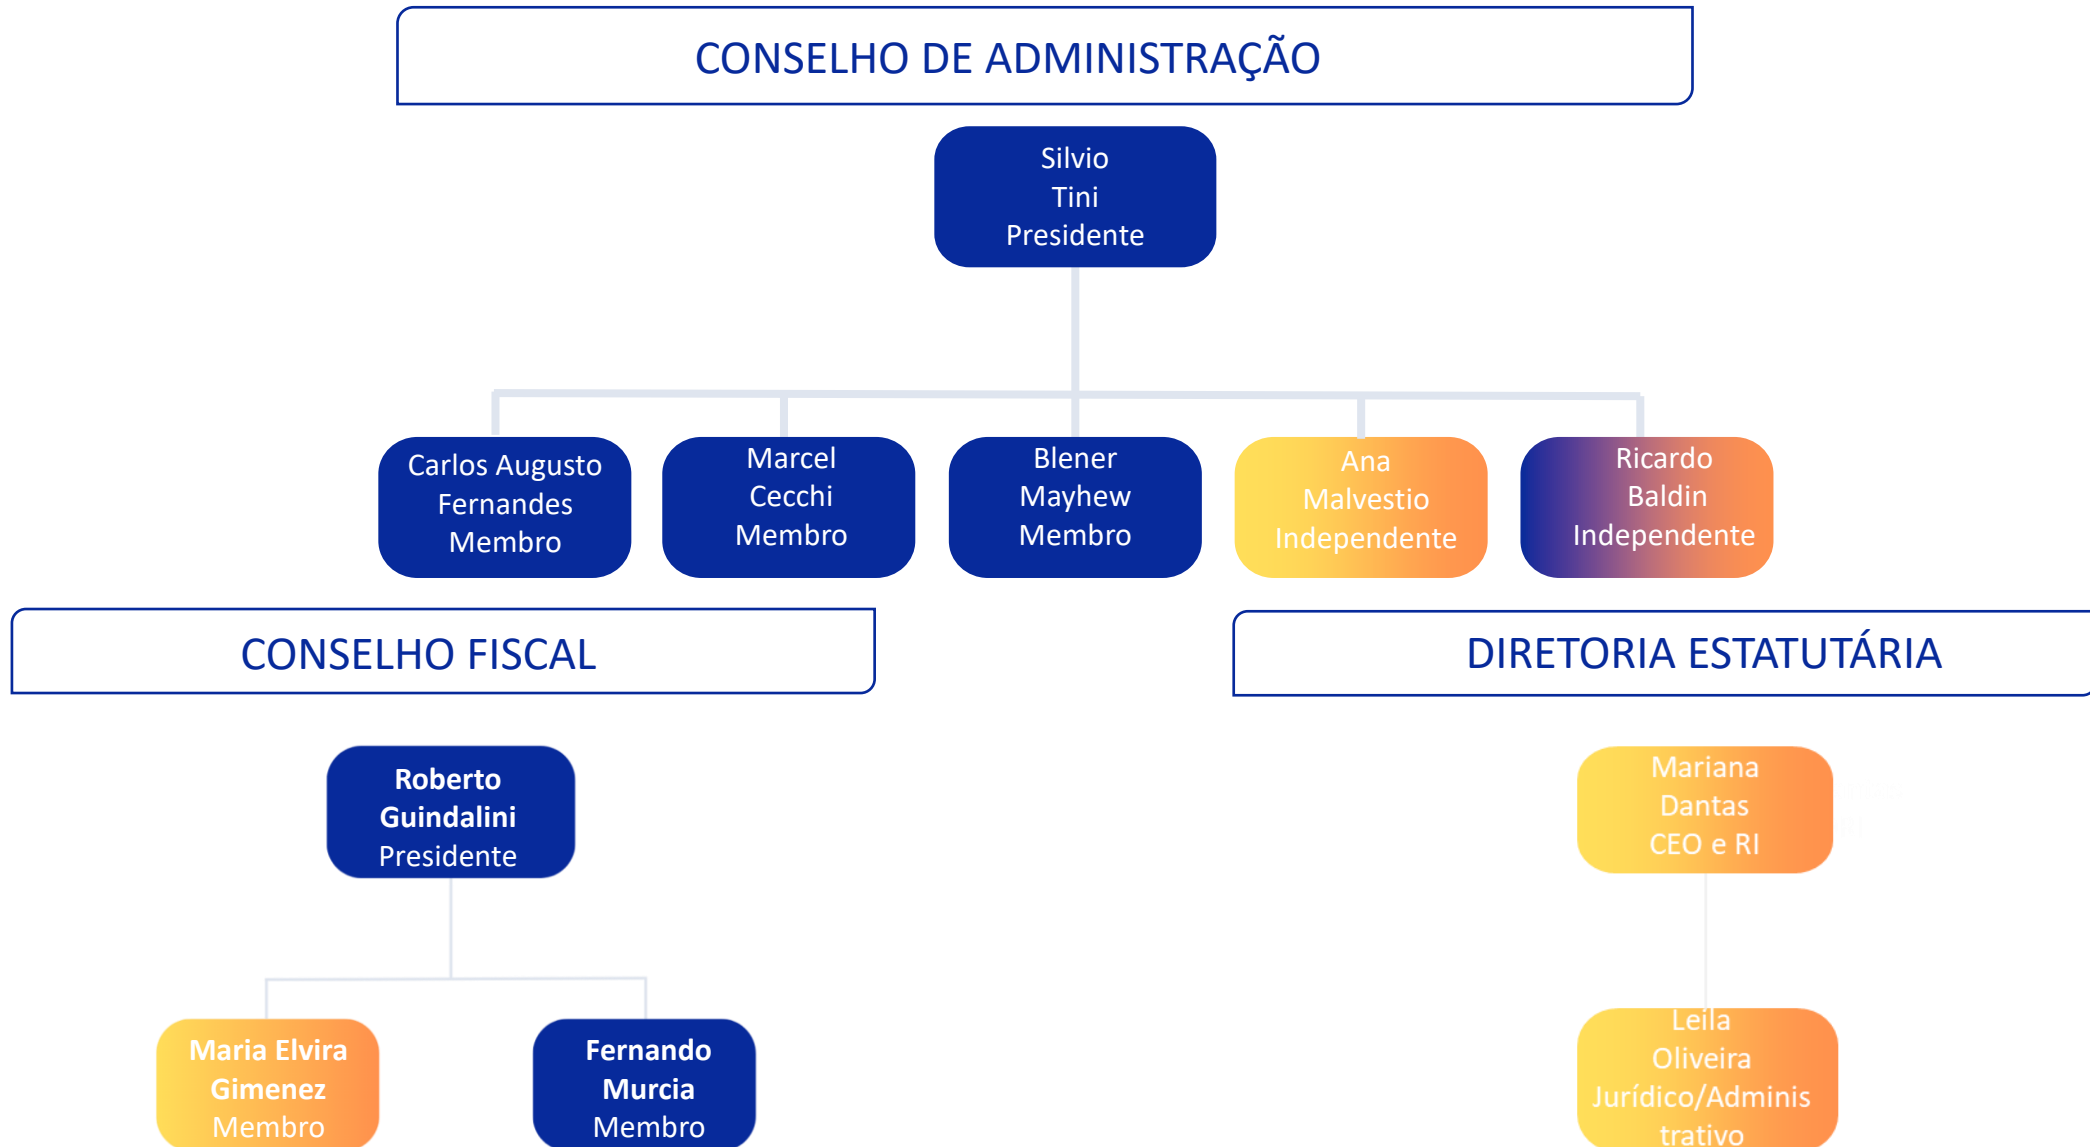 CONSELHO DE ADMINISTRAÇÃO
Silvio
Tini
Presidente
Carlos Augusto
Fernandes
Membro
Marcel
Cecchi
Membro
Blener
Mayhew
Membro
Ana
Malvestio
Independente
Ricardo
Baldin
Independente
CONSELHO FISCAL
Roberto
Guindalini
Presidente
Maria Elvira
Gimenez
Membro
Fernando
Murcia
Membro
DIRETORIA ESTATUTÁRIA
Mariana
Dantas
CEO e RI
Leila
Oliveira
Jurídico/Adminis
trativo